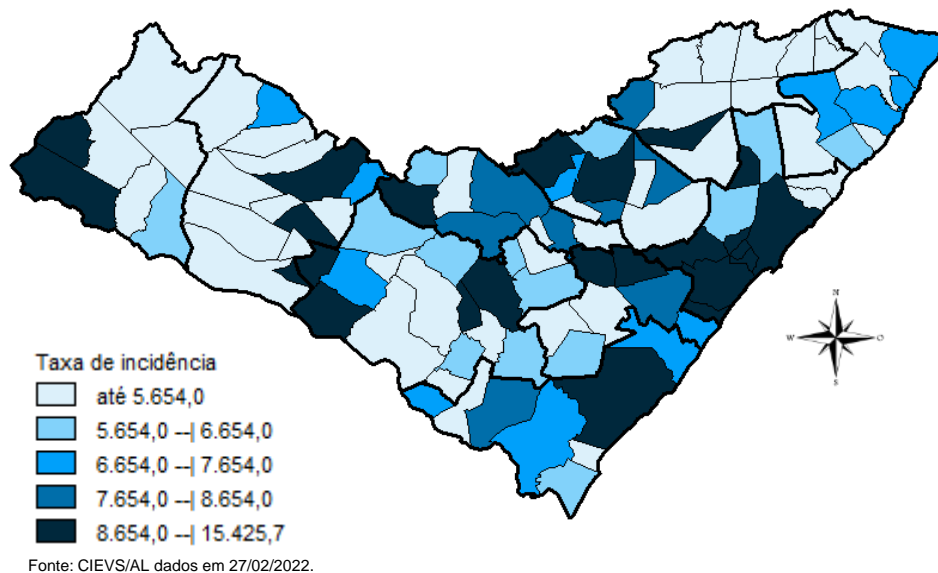 N
W
O
S
Taxa de incidência
até 5.654,0
5.654,0 --| 6.654,0
6.654,0 --| 7.654,0
7.654,0 --| 8.654,0
8.654,0 --| 15.425,7
Fonte: CIEVS/AL dados em 27/02/2022.